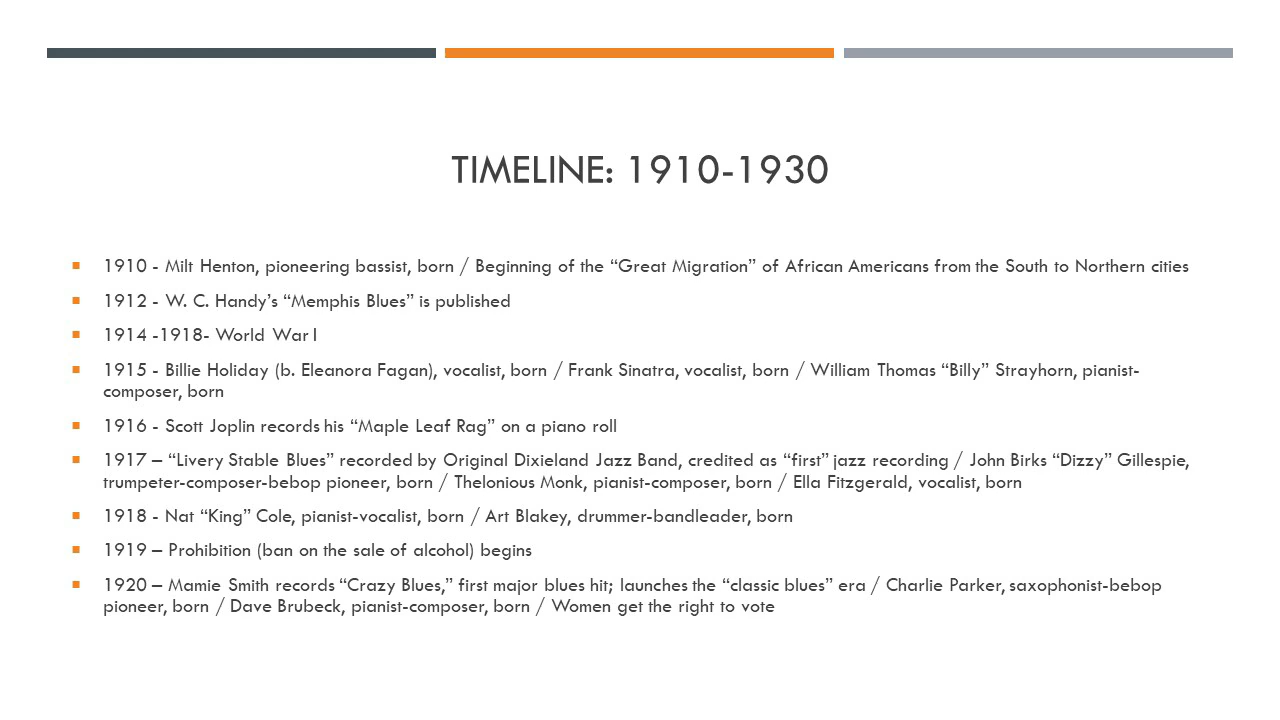 TIMELINE: 1910-1930
1910 - Milt Henton, pioneering bassist, born / Beginning of the “Great Migration” of African Americans from the South to Northern cities
1912 - W. C. Handy’s “Memphis Blues” is published
1914 -1918- World War I
1915 - Billie Holiday (b. Eleanora Fagan), vocalist, born / Frank Sinatra, vocalist, born / William Thomas “Billy” Strayhorn, pianist-
composer, born
1916 - Scott Joplin records his “Maple Leaf Rag” on a piano roll
1917 – “Livery Stable Blues” recorded by Original Dixieland Jazz Band, credited as “first” jazz recording / John Birks “Dizzy” Gillespie,
trumpeter-composer-bebop pioneer, born / Thelonious Monk, pianist-composer, born / Ella Fitzgerald, vocalist, born
1918 - Nat “King” Cole, pianist-vocalist, born / Art Blakey, drummer-bandleader, born
1919 – Prohibition (ban on the sale of alcohol) begins
1920 – Mamie Smith records “Crazy Blues,” first major blues hit; launches the “classic blues” era / Charlie Parker, saxophonist-bebop
pioneer, born / Dave Brubeck, pianist-composer, born / Women get the right to vote